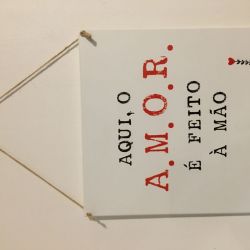 AQUI, O
A.M.O.R.
É FEITO
À MÃO